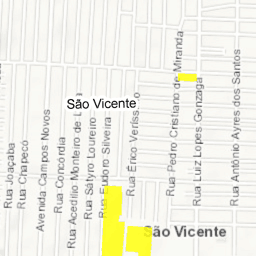 São Vicente
Rua Joaçaba
Rua Chapecó
Avenida Campos Novos
Rua Concórdia
Rua Acedílio Monteiro de L
Rua Sátyro Loureiro
Rua Eudoro Silveira
Rua Érico Veríssimo
Rua Pedro Cristiano de Miranda
Rua Luiz Lopes Gonzaga
Rua Antônio Ayres dos Santos
São Vicente